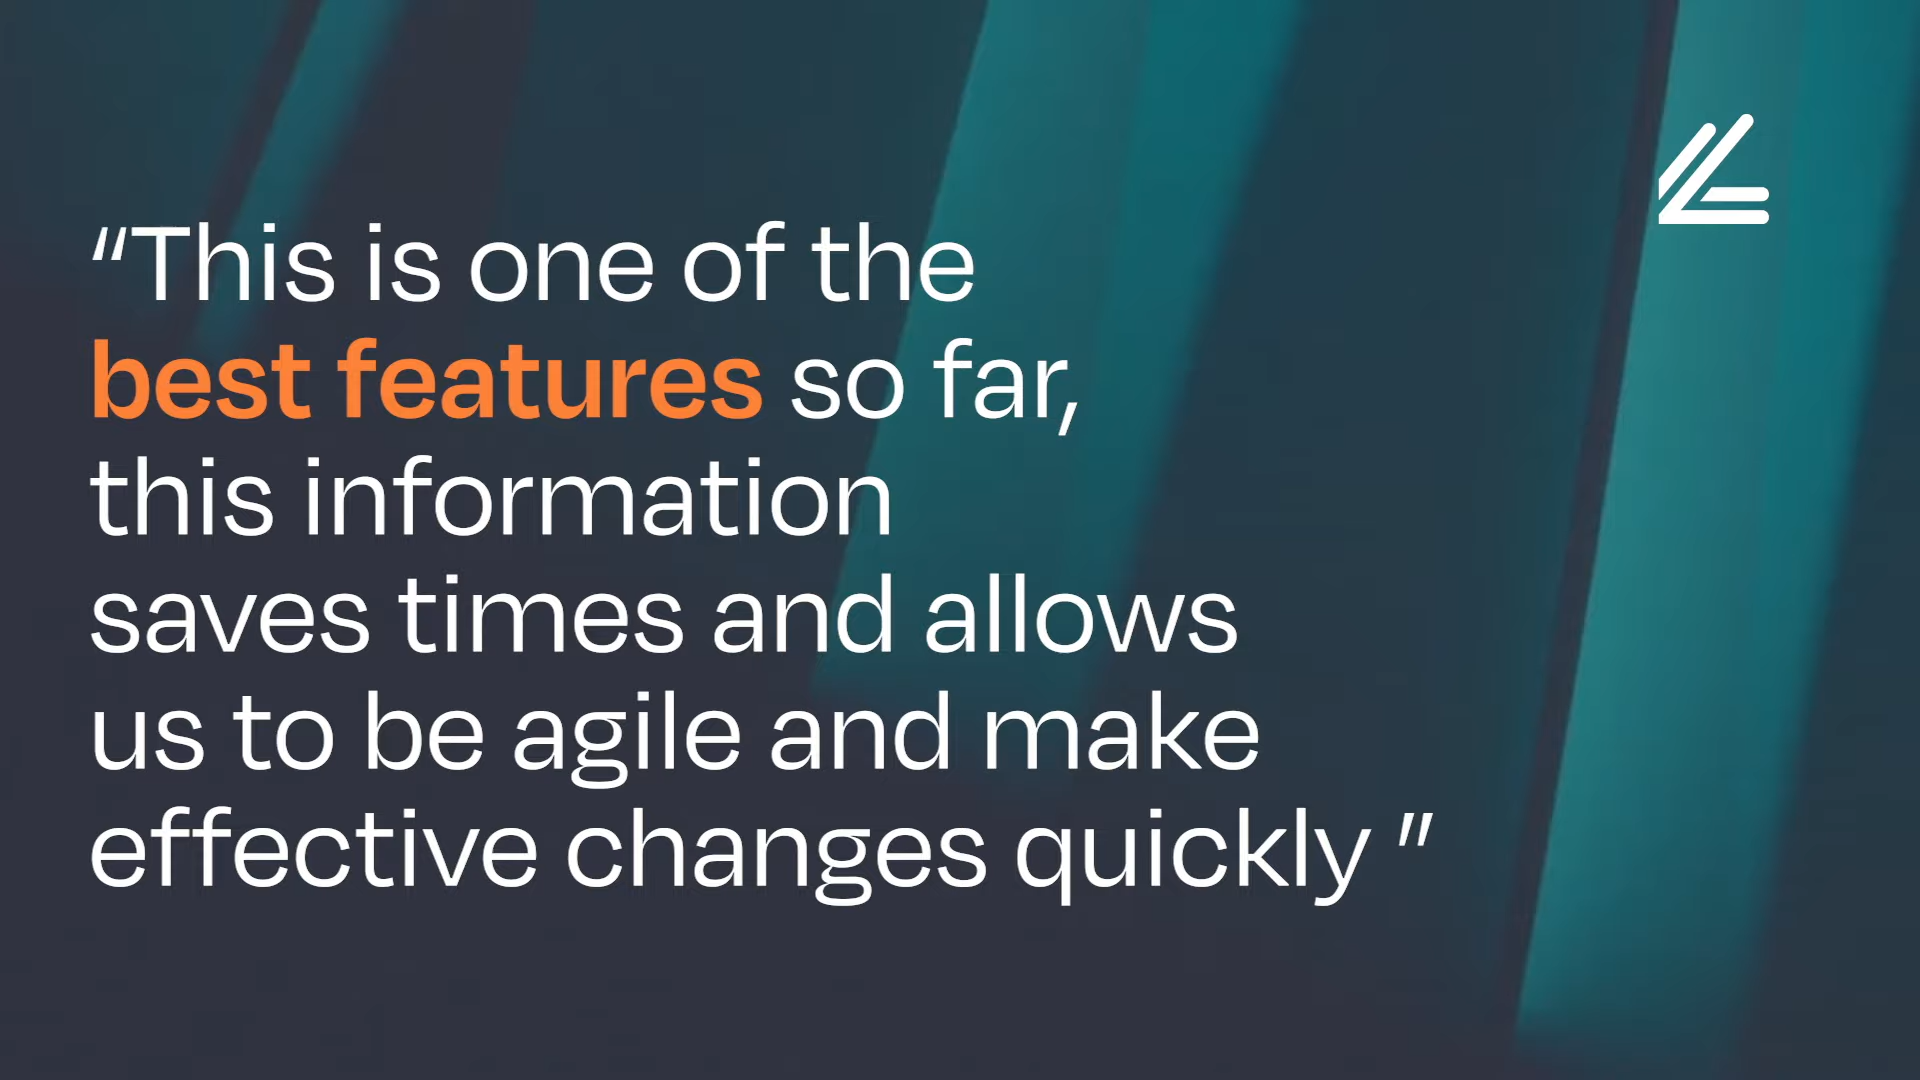 “This is one of the
best features so far,
this information
saves times and allows
us to be agile and make
effective changes quickly ”